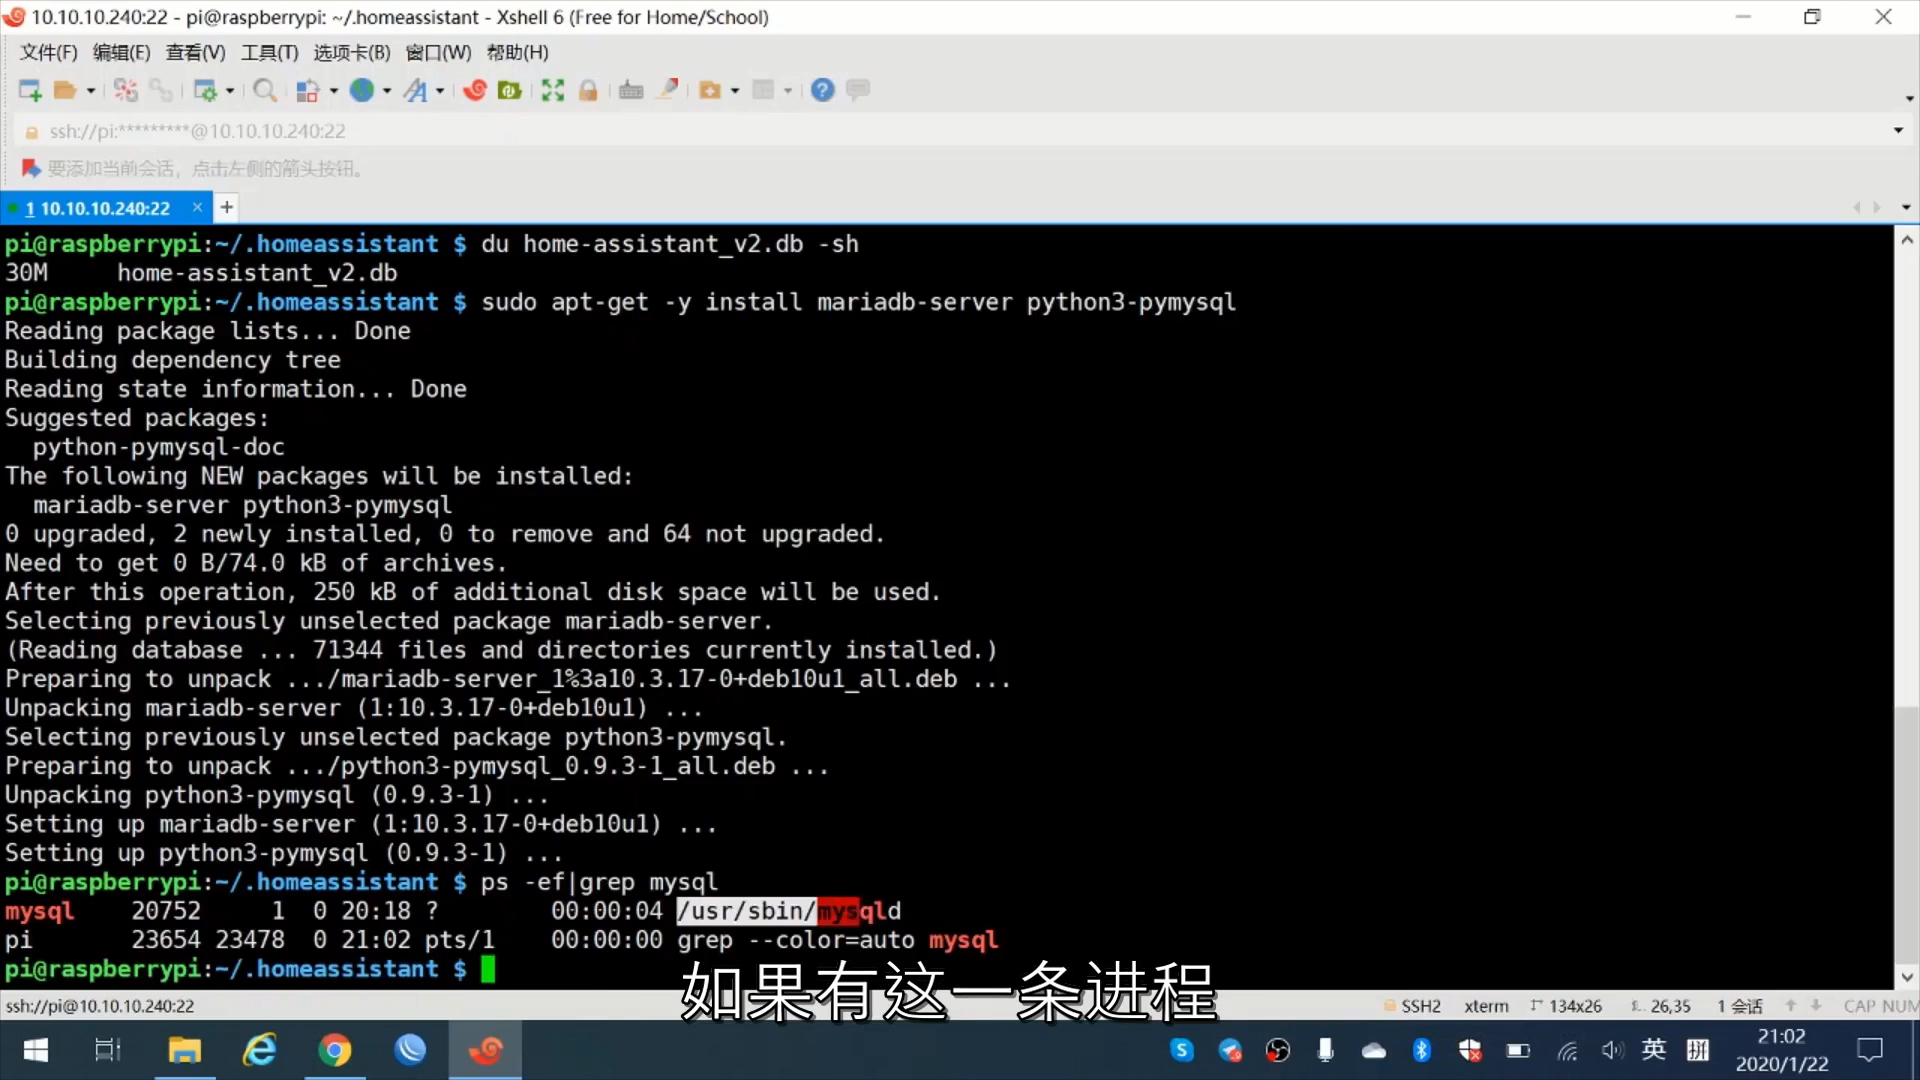 10.10.10.240:22 - pi@raspberrypi: ~/.homeassistant - Xshell 6 (Free for Home/School)
文件(F) 编辑(E) 查看(V) 工具(T) 选项卡(B) 窗口(W) 帮助(H)
ssh://pi:*********@10.10.10.240:22
要添加当前会话，点击左侧的箭头按钮。
1 10.10.10.240:22 × +
pi@raspberrypi:~/.homeassistant $ du home-assistant_v2.db -sh
30M     home-assistant_v2.db
pi@raspberrypi:~/.homeassistant $ sudo apt-get -y install mariadb-server python3-pymysql
Reading package lists... Done
Building dependency tree
Reading state information... Done
Suggested packages:
  python-pymysql-doc
The following NEW packages will be installed:
  mariadb-server python3-pymysql
0 upgraded, 2 newly installed, 0 to remove and 64 not upgraded.
Need to get 0 B/74.0 kB of archives.
After this operation, 250 kB of additional disk space will be used.
Selecting previously unselected package mariadb-server.
(Reading database ... 71344 files and directories currently installed.)
Preparing to unpack .../mariadb-server_1%3a10.3.17-0+deb10u1_all.deb ...
Unpacking mariadb-server (1:10.3.17-0+deb10u1) ...
Selecting previously unselected package python3-pymysql.
Preparing to unpack .../python3-pymysql_0.9.3-1_all.deb ...
Unpacking python3-pymysql (0.9.3-1) ...
Setting up mariadb-server (1:10.3.17-0+deb10u1) ...
Setting up python3-pymysql (0.9.3-1) ...
pi@raspberrypi:~/.homeassistant $ ps -ef|grep mysql
mysql    20752     1  0 20:18 ?        00:00:04 /usr/sbin/mysqld
pi       23654 23478  0 21:02 pts/1    00:00:00 grep --color=auto mysql
pi@raspberrypi:~/.homeassistant $
如果有这一条进程
ssh://pi@10.10.10.240:22 SSH2 xterm 134x26 26,35 1 会话 CAP NUM
英 拼 21:02
2020/1/22